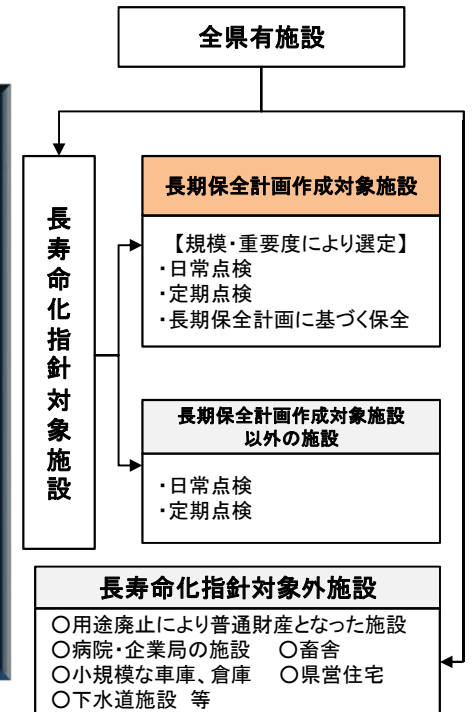 全県有施設
長寿命化指針対象施設
長期保全計画作成対象施設
【規模・重要度により選定】
・日常点検
・定期点検
・長期保全計画に基づく保全
長期保全計画作成対象施設
以外の施設
・日常点検
・定期点検
長寿命化指針対象外施設
○用途廃止により普通財産となった施設
○病院・企業局の施設　○畜舎
○小規模な車庫、倉庫　○県営住宅
○下水道施設 等